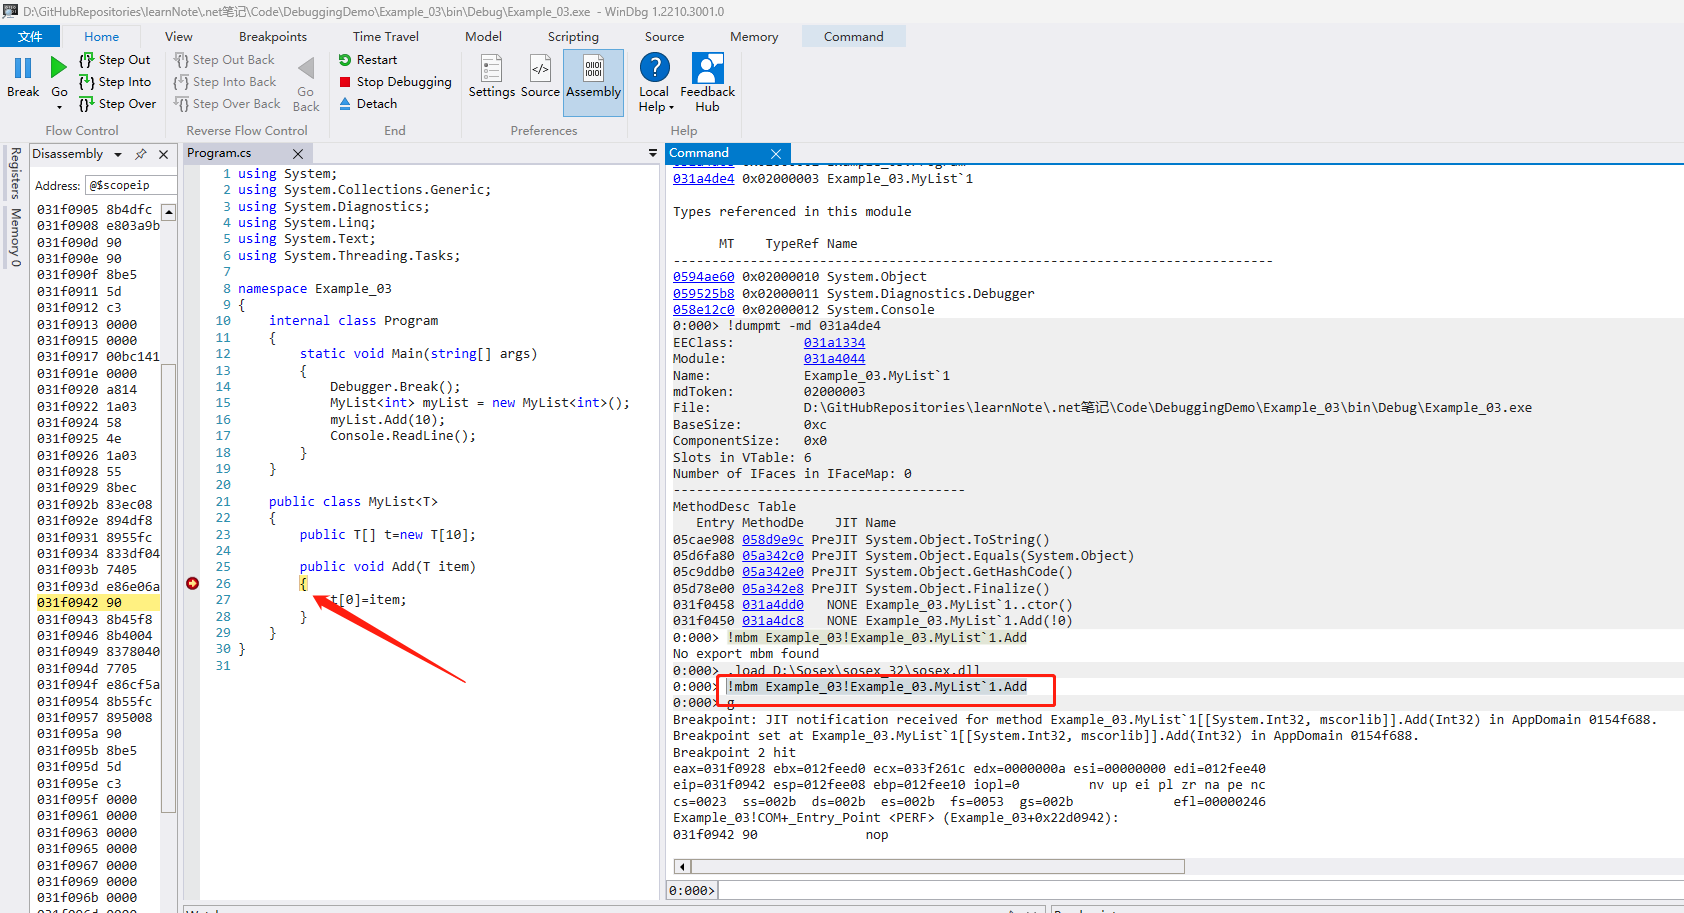 D:\GitHubRepositories\learnNote\.net笔记\Code\DebuggingDemo\Example_03\bin\Debug\Example_03.exe - WinDbg 1.2210.3001.0
文件 Home View Breakpoints Time Travel Model Scripting Source Memory Command
Break
Go
Step Out
Step Into
Step Over
Flow Control
Step Out Back
Step Into Back
Step Over Back
Go Back
Reverse Flow Control
Restart
Stop Debugging
Detach
End
Settings Source Assembly
Preferences
Local Help
Feedback Hub
Help
Registers
Memory 0
Disassembly
Address: @$scopeip
031f0905 8b4dfc
031f0908 e803a9b
031f090d 90
031f090e 90
031f090f 8be5
031f0911 5d
031f0912 c3
031f0913 0000
031f0915 0000
031f0917 00bc141
031f091e 0000
031f0920 a814
031f0922 1a03
031f0924 58
031f0925 4e
031f0926 1a03
031f0928 55
031f0929 8bec
031f092b 83ec08
031f092e 894df8
031f0931 8955fc
031f0934 833df04
031f093b 7405
031f093d e86e06a
031f0942 90
031f0943 8b45f8
031f0946 8b4004
031f0949 8378040
031f094d 7705
031f094f e86cf5a
031f0954 8b55fc
031f0957 895008
031f095a 90
031f095b 8be5
031f095d 5d
031f095e c3
031f095f 0000
031f0961 0000
031f0963 0000
031f0965 0000
031f0967 0000
031f0969 0000
031f096b 0000
Program.cs
1 using System;
2 using System.Collections.Generic;
3 using System.Diagnostics;
4 using System.Linq;
5 using System.Text;
6 using System.Threading.Tasks;
7
8 namespace Example_03
9 {
10 internal class Program
11 {
12 static void Main(string[] args)
13 {
14 Debugger.Break();
15 MyList<int> myList = new MyList<int>();
16 myList.Add(10);
17 Console.ReadLine();
18 }
19 }
20
21 public class MyList<T>
22 {
23 public T[] t=new T[10];
24
25 public void Add(T item)
26 {
27 t[0]=item;
28 }
29 }
30 }
31
Command
031a4de4 0x02000003 Example_03.MyList`1
Types referenced in this module
MT TypeRef Name
------------------------------------------------------------------------------
0594ae60 0x02000010 System.Object
059525b8 0x02000011 System.Diagnostics.Debugger
058e12c0 0x02000012 System.Console
0:000> !dumpmt -md 031a4de4
EEClass: 031a1334
Module: 031a4044
Name: Example_03.MyList`1
mdToken: 02000003
File: D:\GitHubRepositories\learnNote\.net笔记\Code\DebuggingDemo\Example_03\bin\Debug\Example_03.exe
BaseSize: 0xc
ComponentSize: 0x0
Slots in VTable: 6
Number of IFaces in IFaceMap: 0
--------------------------------------
MethodDesc Table
Entry MethodDe JIT Name
05cae908 058d9e9c PreJIT System.Object.ToString()
05d6fa80 05a342c0 PreJIT System.Object.Equals(System.Object)
05c9ddb0 05a342e0 PreJIT System.Object.GetHashCode()
05d78e00 05a342e8 PreJIT System.Object.Finalize()
031f0458 031a4dd0 NONE Example_03.MyList`1..ctor()
031f0450 031a4dc8 NONE Example_03.MyList`1.Add(!0)
0:000> !mbm Example_03!Example_03.MyList`1.Add
No export mbm found
0:000> .load D:\Sosex\sosex_32\sosex.dll
0:000> !mbm Example_03!Example_03.MyList`1.Add
0:000> g
Breakpoint: JIT notification received for method Example_03.MyList`1[[System.Int32, mscorlib]].Add(Int32) in AppDomain 0154f688.
Breakpoint set at Example_03.MyList`1[[System.Int32, mscorlib]].Add(Int32) in AppDomain 0154f688.
Breakpoint 2 hit
eax=031f0928 ebx=012feed0 ecx=033f261c edx=0000000a esi=00000000 edi=012fee40
eip=031f0942 esp=012fee08 ebp=012fee10 iopl=0 nv up ei pl zr na pe nc
cs=0023 ss=002b ds=002b es=002b fs=0053 gs=002b efl=00000246
Example_03!COM+_Entry_Point <PERF> (Example_03+0x22d0942):
031f0942 90 nop
0:000>